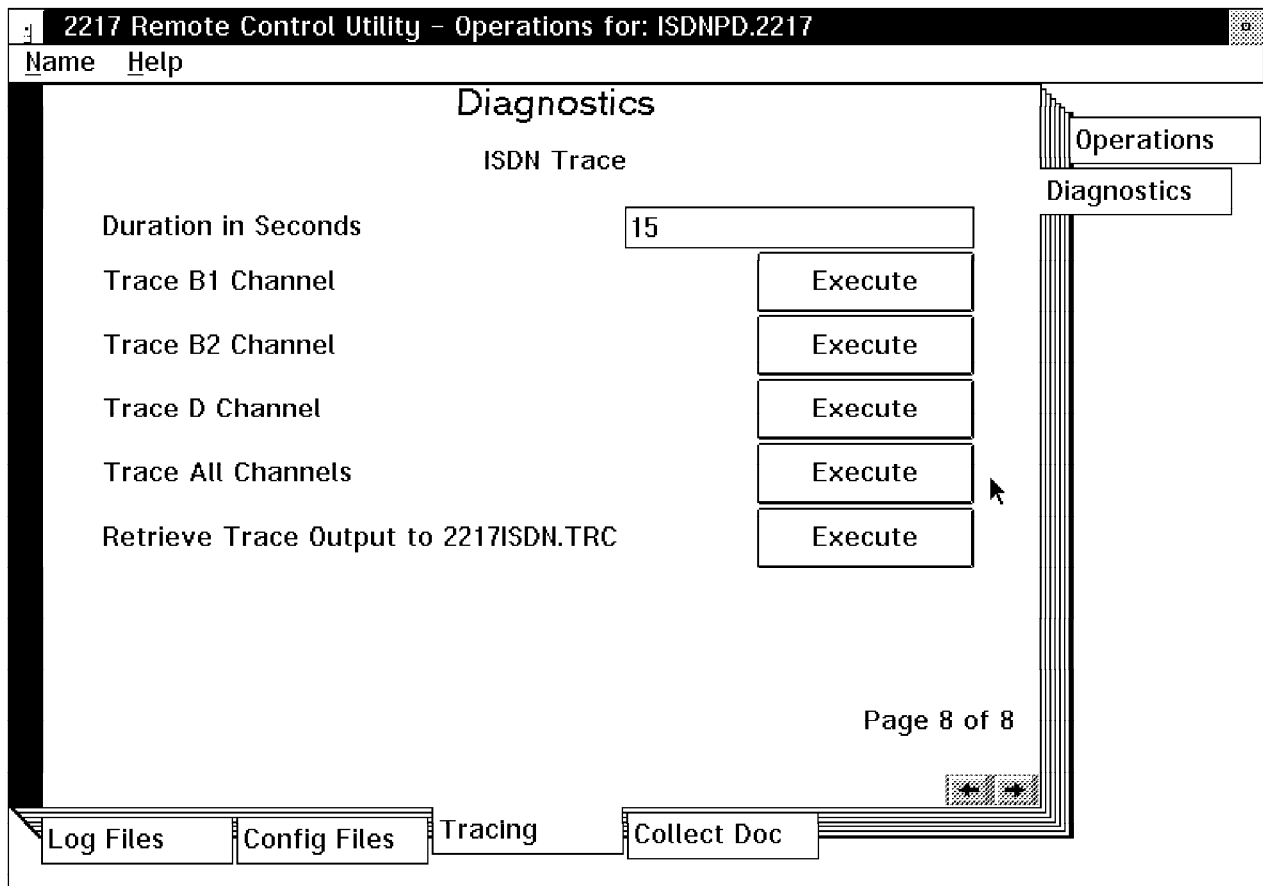 2217 Remote Control Utility – Operations for: ISDNPD.2217
Name Help
Diagnostics
ISDN Trace
Duration in Seconds 15
Trace B1 Channel Execute
Trace B2 Channel Execute
Trace D Channel Execute
Trace All Channels Execute
Retrieve Trace Output to 2217ISDN.TRC Execute
Page 8 of 8
Operations
Diagnostics
Log Files Config Files Tracing Collect Doc